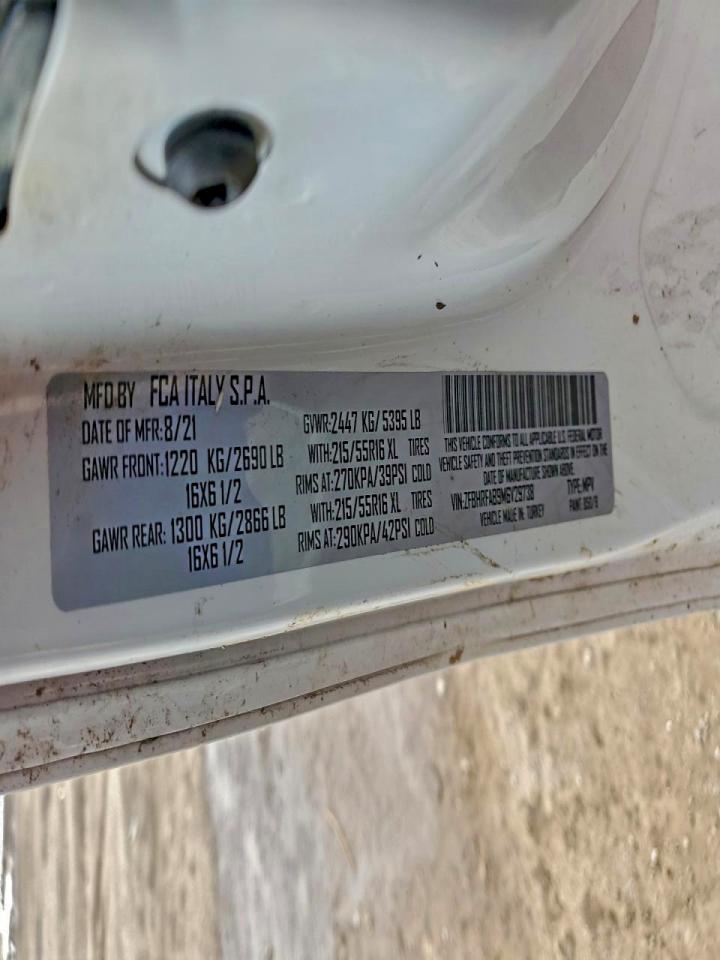 MFD BY FCA ITALY S.P.A.
DATE OF MFR: 8/21
GAWR FRONT: 1220 KG/2690 LB
16X6 1/2
GAWR REAR: 1300 KG/2866 LB
16X6 1/2
GVWR: 2447 KG/5395 LB
WITH: 215/55R16 XL TIRES
RIMS AT: 270KPA/39PSI COLD
WITH: 215/55R16 XL TIRES
RIMS AT: 290KPA/42PSI COLD
THIS VEHICLE CONFORMS TO ALL APPLICABLE U.S. FEDERAL MOTOR
VEHICLE SAFETY AND THEFT PREVENTION STANDARDS IN EFFECT ON THE
DATE OF MANUFACTURE SHOWN ABOVE.
VIN: ZFBHRFAB9M6V29738 TYPE: MPV
VEHICLE MADE IN: TURKEY PAINT: